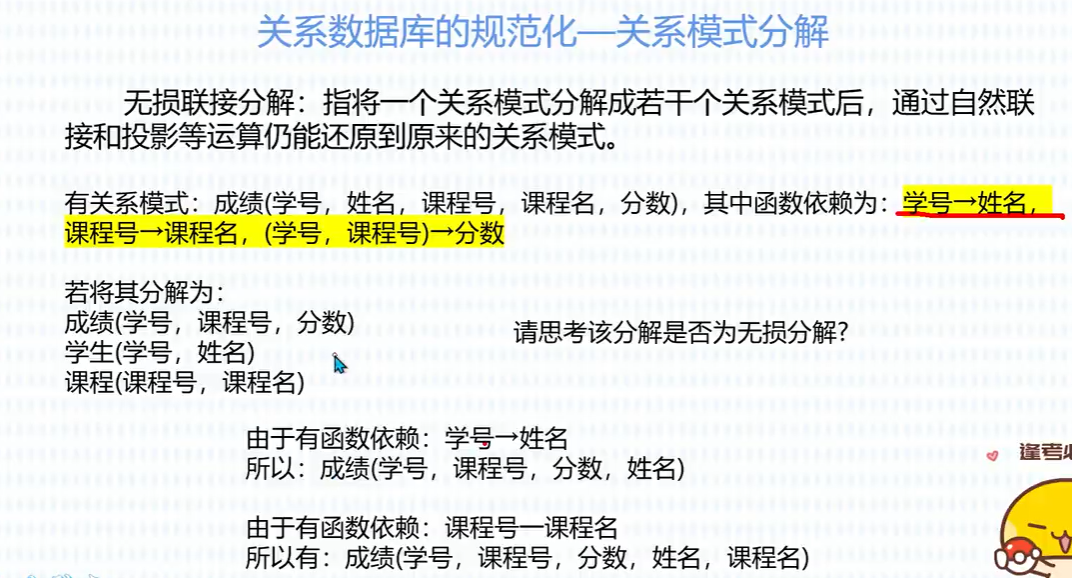 关系数据库的规范化—关系模式分解
无损联接分解：指将一个关系模式分解成若干个关系模式后，通过自然联
接和投影等运算仍能还原到原来的关系模式。
有关系模式：成绩(学号，姓名，课程号，课程名，分数)，其中函数依赖为：学号→姓名，
课程号→课程名，(学号，课程号)→分数
若将其分解为：
成绩(学号，课程号，分数)
请思考该分解是否为无损分解？
学生(学号，姓名)
课程(课程号，课程名)
由于有函数依赖：学号→姓名
所以：成绩(学号，课程号，分数，姓名)
逢考必
由于有函数依赖：课程号—课程名
所以有：成绩(学号，课程号，分数，姓名，课程名)